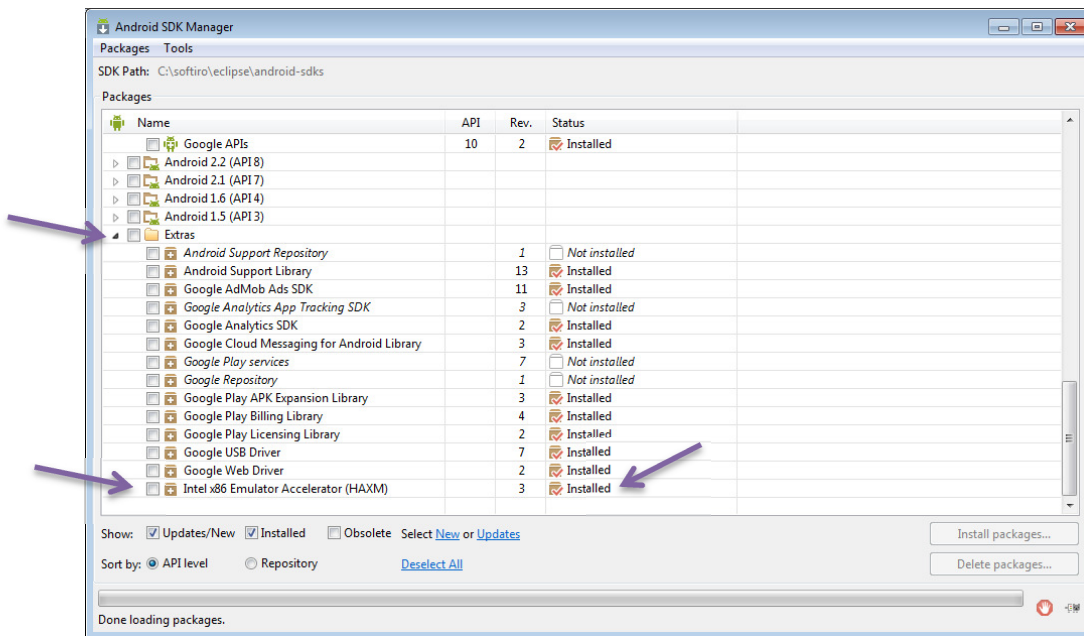 Android SDK Manager
Packages Tools
SDK Path: C:\softiro\eclipse\android-sdks
Packages
Name API Rev. Status
Google APIs 10 2 Installed
Android 2.2 (API 8)
Android 2.1 (API 7)
Android 1.6 (API 4)
Android 1.5 (API 3)
Extras
Android Support Repository 1 Not installed
Android Support Library 13 Installed
Google AdMob Ads SDK 11 Installed
Google Analytics App Tracking SDK 3 Not installed
Google Analytics SDK 2 Installed
Google Cloud Messaging for Android Library 3 Installed
Google Play services 7 Not installed
Google Repository 1 Not installed
Google Play APK Expansion Library 3 Installed
Google Play Billing Library 4 Installed
Google Play Licensing Library 2 Installed
Google USB Driver 7 Installed
Google Web Driver 2 Installed
Intel x86 Emulator Accelerator (HAXM) 3 Installed
Show: Updates/New Installed Obsolete Select New or Updates Install packages...
Sort by: API level Repository Deselect All Delete packages...
Done loading packages.